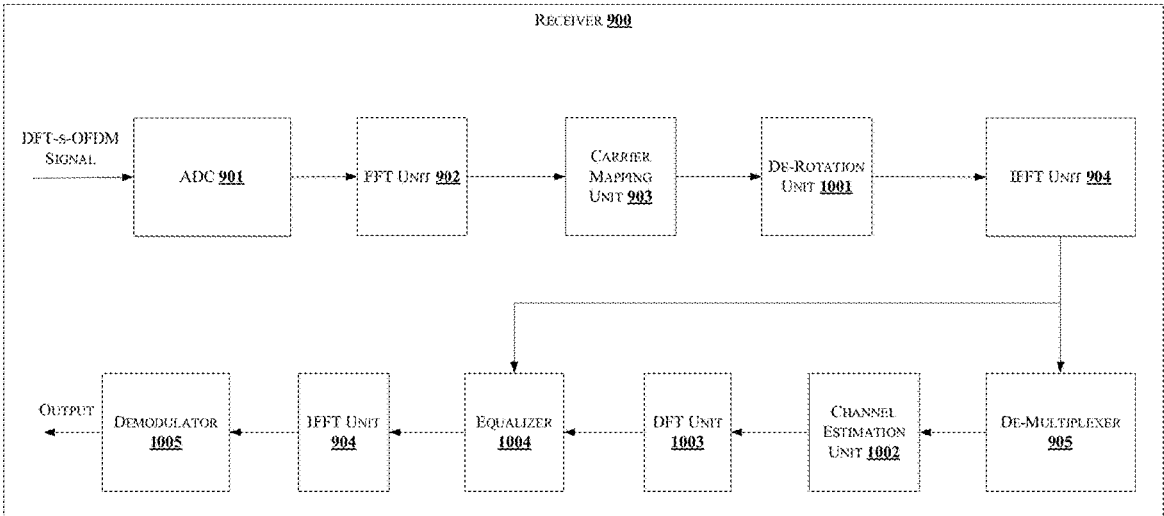 RECEIVER 900
DFT-s-OFDM
SIGNAL
ADC 901
FFT UNIT 902
CARRIER
MAPPING
UNIT 903
DE-ROTATION
UNIT 1001
IFFT UNIT 904
OUTPUT
DEMODULATOR
1005
IFFT UNIT
904
EQUALIZER
1004
DFT UNIT
1003
CHANNEL
ESTIMATION
UNIT 1002
DE-MULTIPLEXER
905